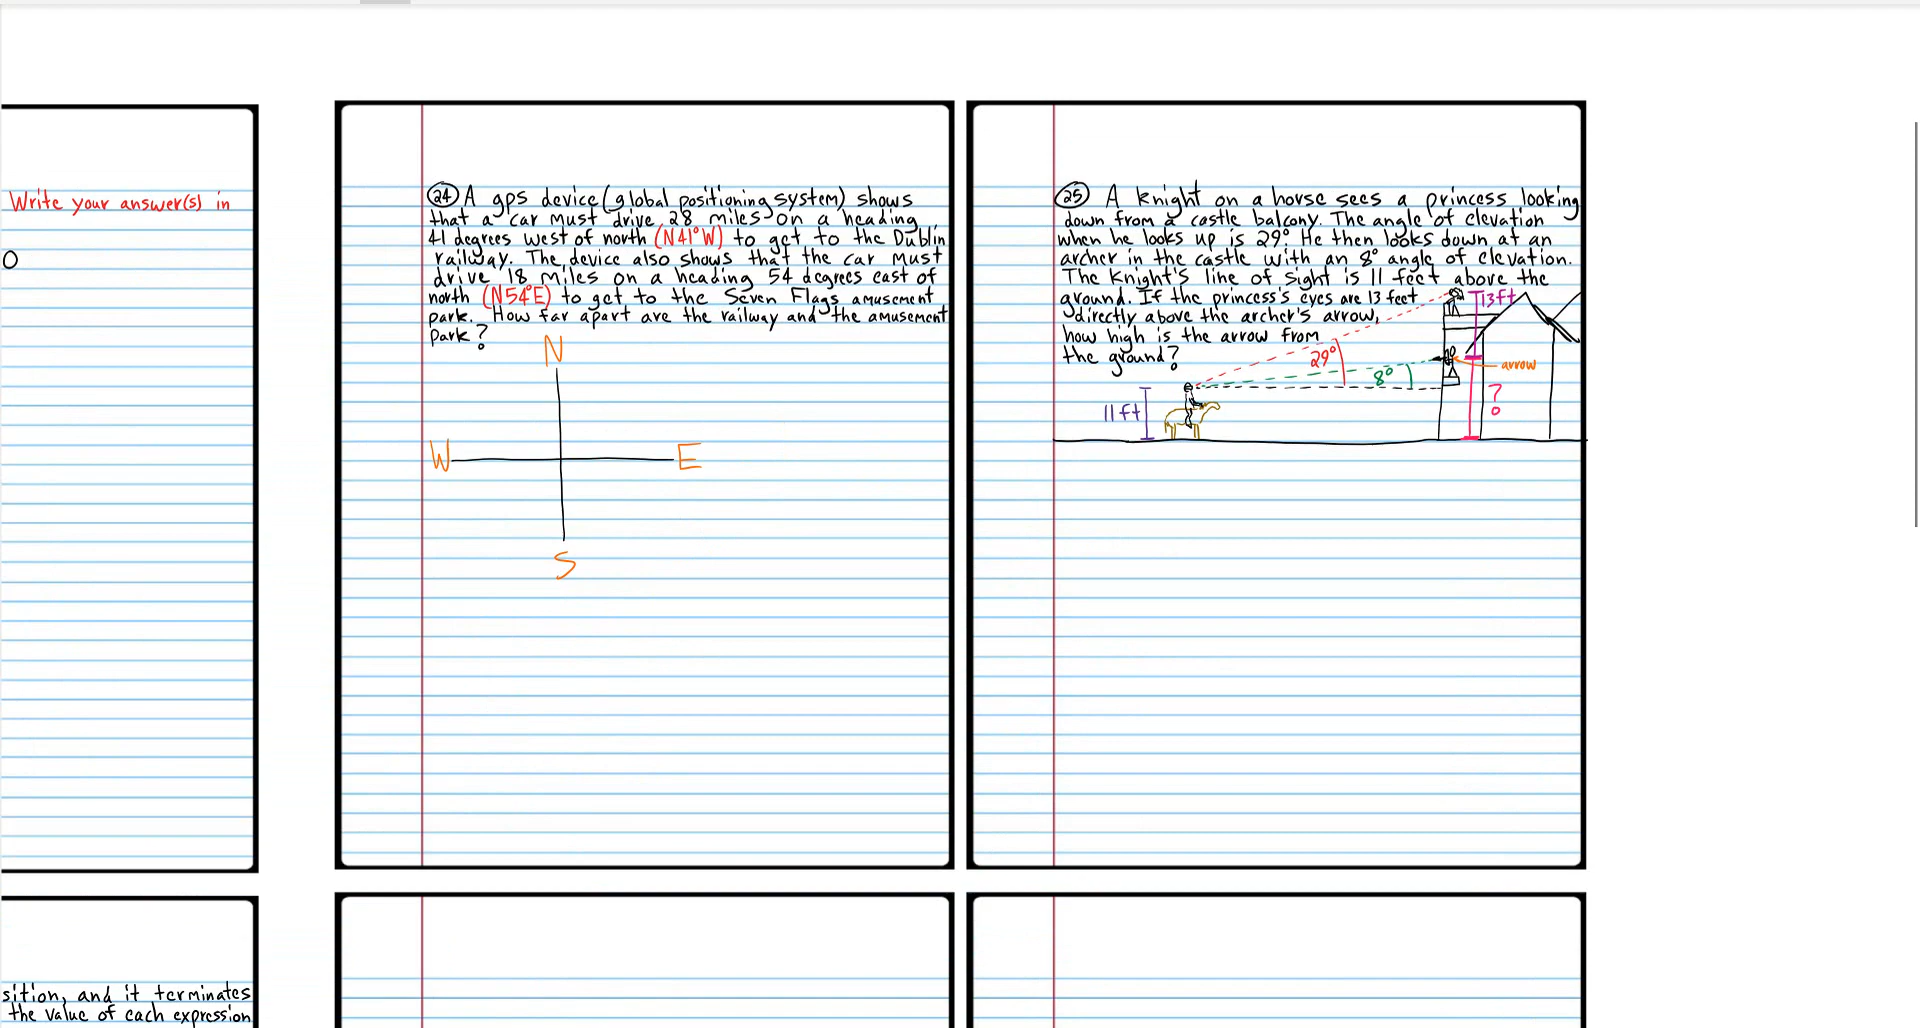 Write your answer(s) in
O
24 A gps device (global positioning system) shows
that a car must drive 28 miles on a heading
41 degrees west of north (N41°W) to get to the Dublin
railway. The device also shows that the car must
drive 18 miles on a heading 54 degrees east of
north (N54°E) to get to the Seven Flags amusement
park. How far apart are the railway and the amusement
park?
N
W
E
S
25 A knight on a horse sees a princess looking
down from a castle balcony. The angle of elevation
when he looks up is 29°. He then looks down at an
archer in the castle with an 8° angle of elevation.
The knight's line of sight is 11 feet above the
ground. If the princess's eyes are 13 feet
directly above the archer's arrow,
how high is the arrow from
the ground?
13ft
29°
8°
arrow
?
11ft
sition, and it terminates
the value of each expression